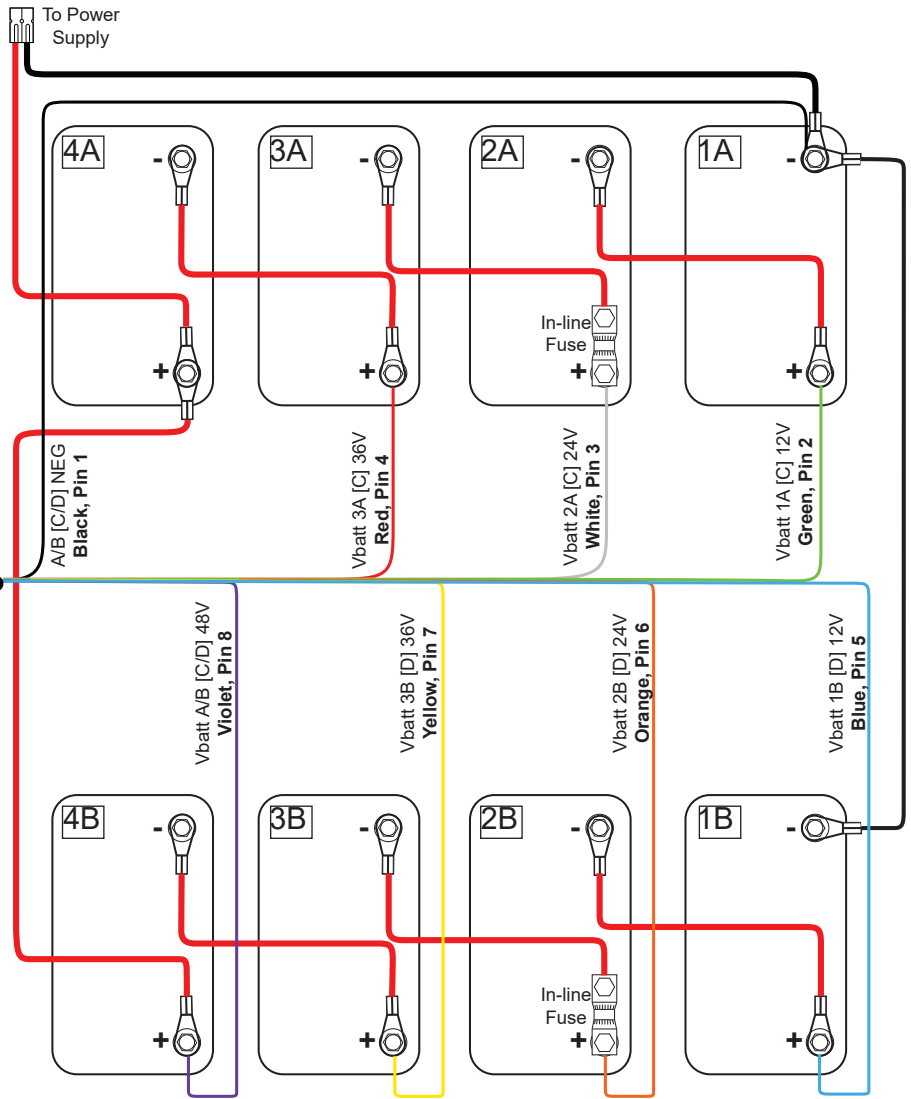 To Power
Supply
4A
3A
2A
1A
-
-
-
-
In-line
Fuse
+
+
+
+
A/B [C/D] NEG
Black, Pin 1
Vbatt 3A [C] 36V
Red, Pin 4
Vbatt 2A [C] 24V
White, Pin 3
Vbatt 1A [C] 12V
Green, Pin 2
Vbatt A/B [C/D] 48V
Violet, Pin 8
Vbatt 3B [D] 36V
Yellow, Pin 7
Vbatt 2B [D] 24V
Orange, Pin 6
Vbatt 1B [D] 12V
Blue, Pin 5
4B
3B
2B
1B
-
-
-
-
In-line
Fuse
+
+
+
+